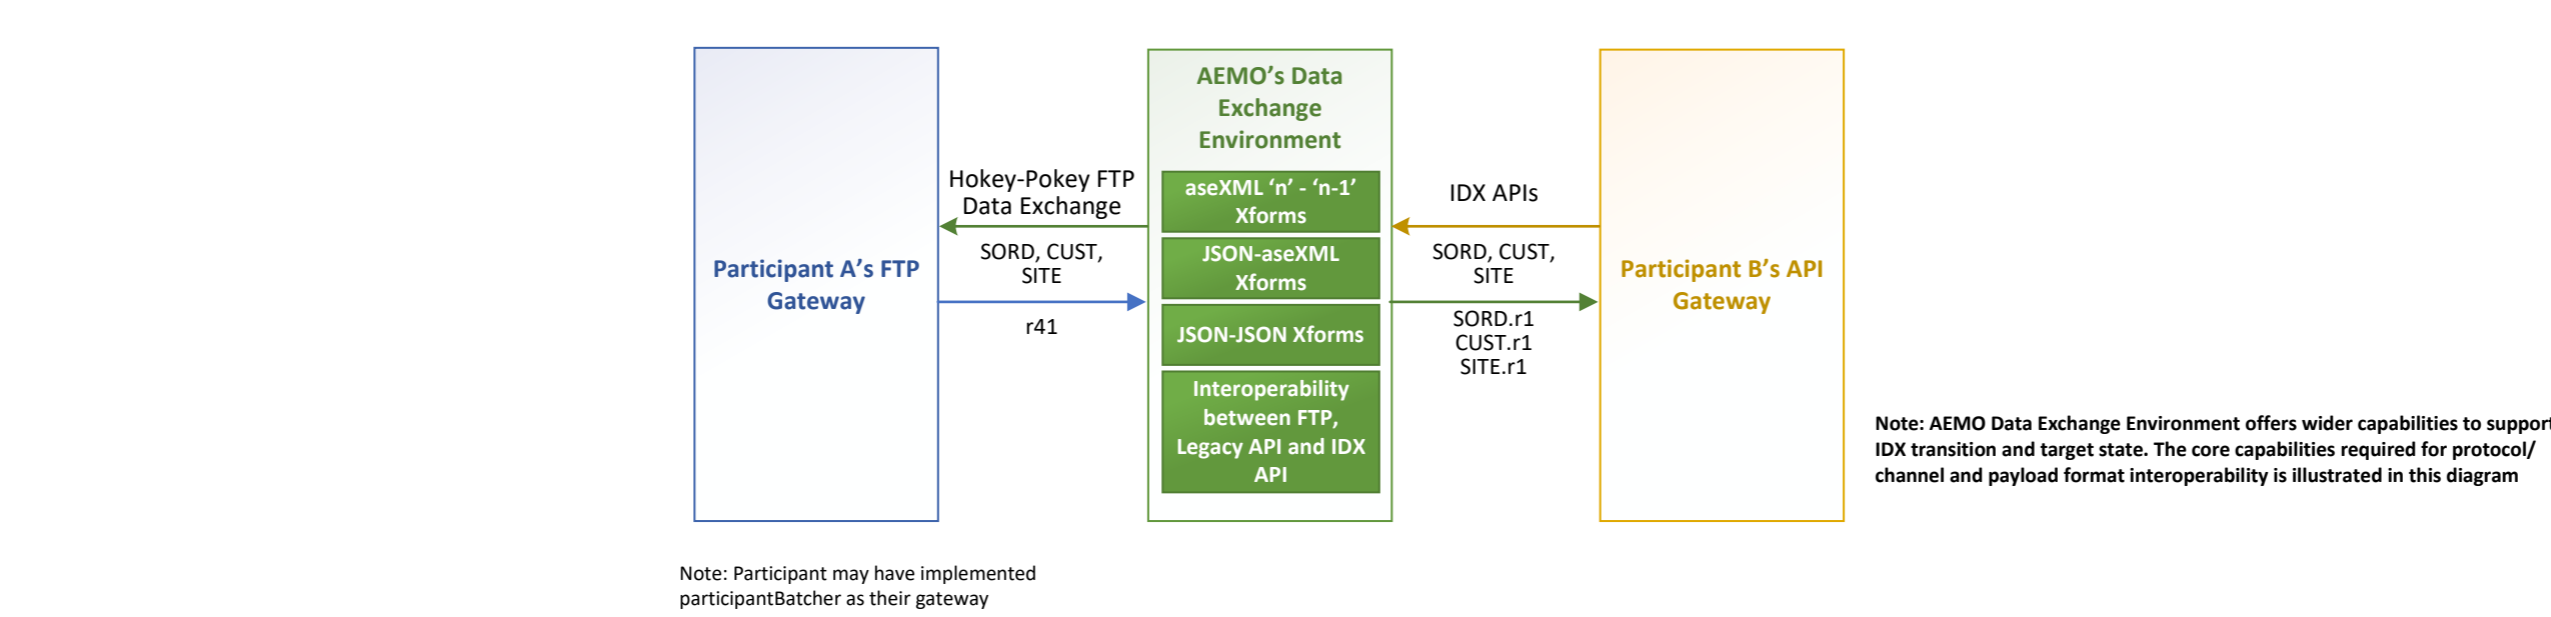 AEMO’s Data
Exchange
Environment
Hokey-Pokey FTP
Data Exchange
aseXML ‘n’ - ‘n-1’
Xforms
IDX APIs
SORD, CUST,
SITE
JSON-aseXML
Xforms
SORD, CUST,
SITE
Participant A’s FTP
Gateway
Participant B’s API
Gateway
r41
JSON-JSON Xforms
SORD.r1
CUST.r1
SITE.r1
Interoperability
between FTP,
Legacy API and IDX
API
Note: AEMO Data Exchange Environment offers wider capabilities to support
IDX transition and target state. The core capabilities required for protocol/
channel and payload format interoperability is illustrated in this diagram
Note: Participant may have implemented
participantBatcher as their gateway